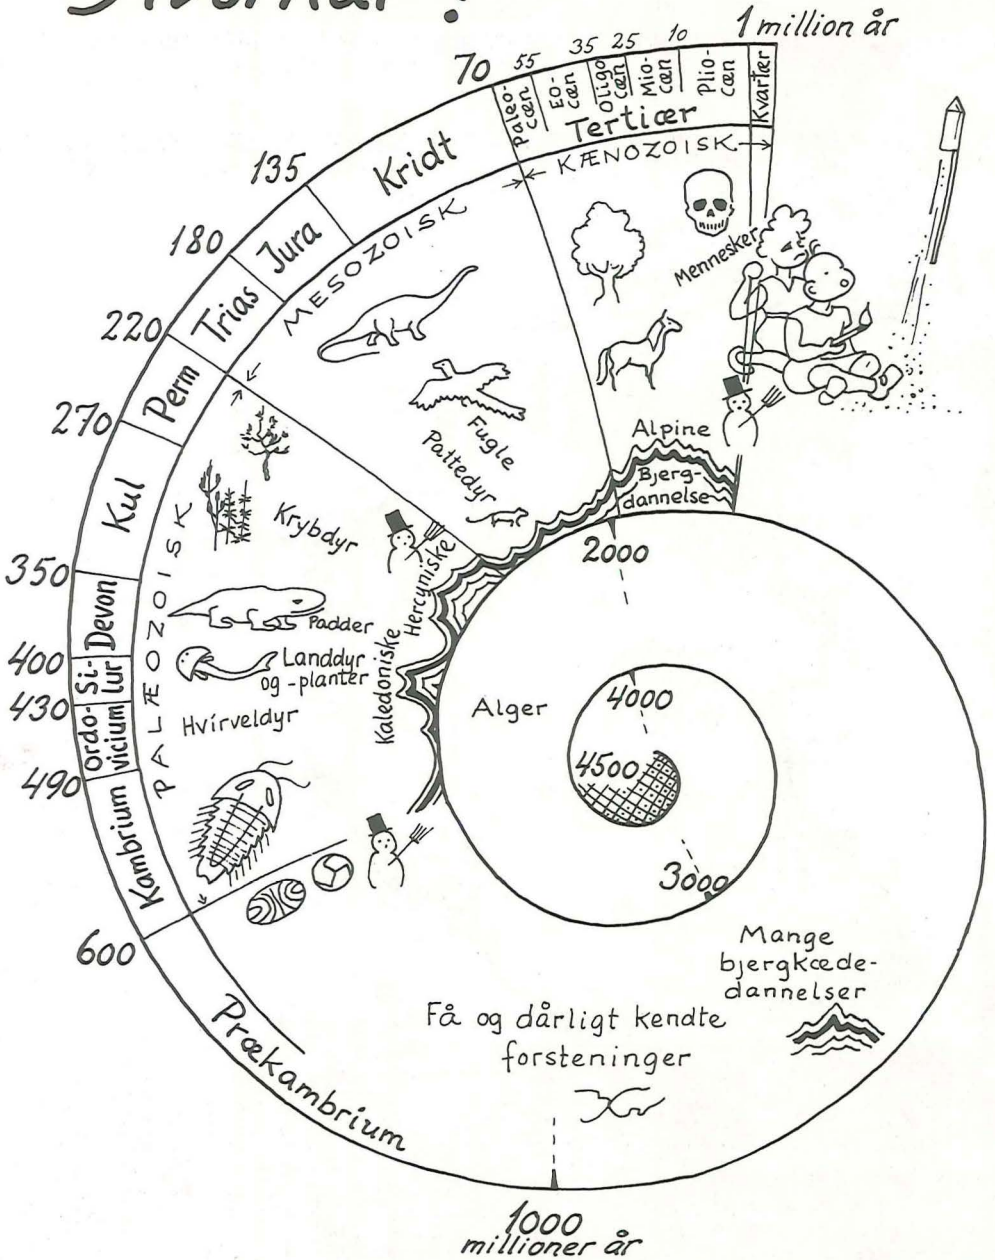 Hvornår ?
1 million år
10
25
35
55
70
135
180
220
270
350
400
430
490
600
Kvartær
Plio-
cæn
Mio-
cæn
Oligo
cæn
Eo-
cæn
Paleo-
cæn
Tertiær
Kridt
Jura
Trias
Perm
Kul
Devon
Si-
lur
Ordo-
vicium
Kambrium
Prækambrium
KÆNOZOISK
MESOZOISK
PALÆOZOISK
Mennesker
Fugle
Pattedyr
Krybdyr
Padder
Landdyr
og -planter
Hvirveldyr
Alpine
Bjerg-
dannelse
Hercyniske
Kaledoniske
2000
Alger
4000
4500
3000
Mange
bjergkæde-
dannelser
Få og dårligt kendte
forsteninger
1000
millioner år